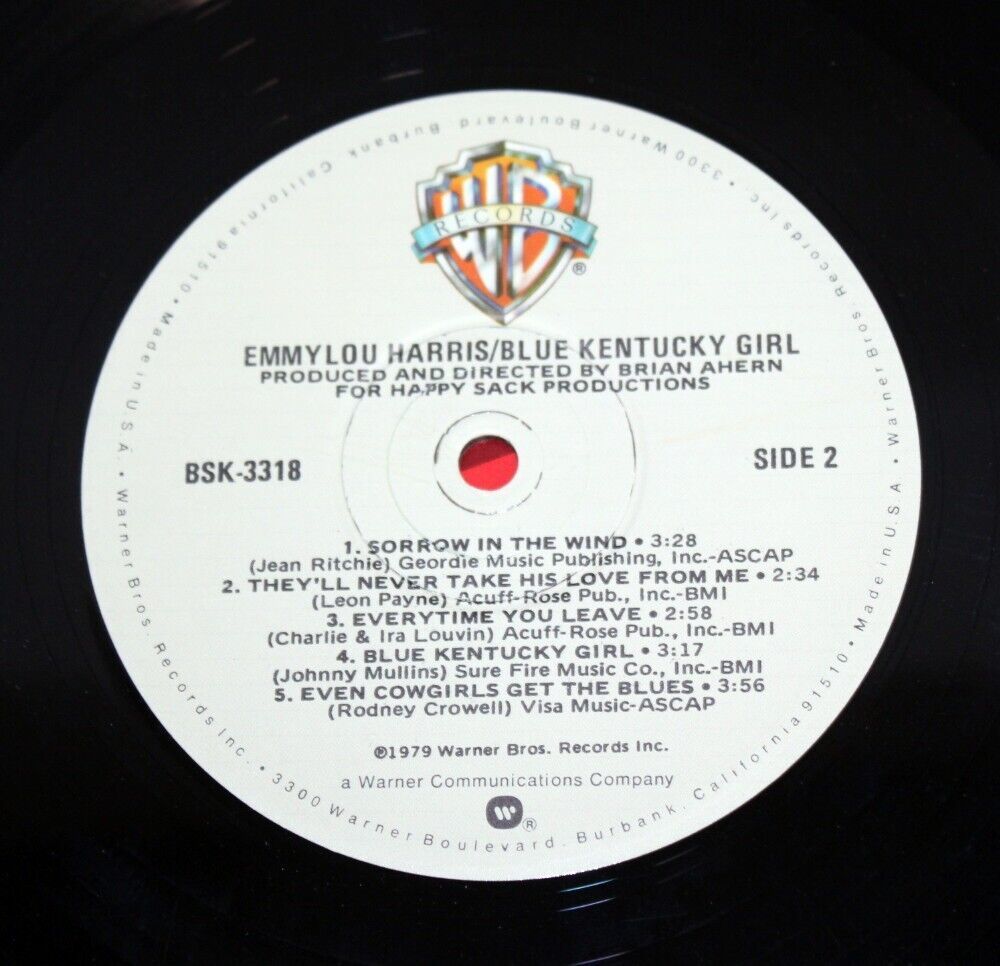 WB
RECORDS
®
EMMYLOU HARRIS/BLUE KENTUCKY GIRL
PRODUCED AND DIRECTED BY BRIAN AHERN
FOR HAPPY SACK PRODUCTIONS
BSK-3318
SIDE 2
1. SORROW IN THE WIND • 3:28
(Jean Ritchie) Geordie Music Publishing, Inc.-ASCAP
2. THEY'LL NEVER TAKE HIS LOVE FROM ME • 2:34
(Leon Payne) Acuff-Rose Pub., Inc.-BMI
3. EVERYTIME YOU LEAVE • 2:58
(Charlie & Ira Louvin) Acuff-Rose Pub., Inc.-BMI
4. BLUE KENTUCKY GIRL • 3:17
(Johnny Mullins) Sure Fire Music Co., Inc.-BMI
5. EVEN COWGIRLS GET THE BLUES • 3:56
(Rodney Crowell) Visa Music-ASCAP
℗1979 Warner Bros. Records Inc.
a Warner Communications Company
®
Warner Bros. Records Inc. • 3300 Warner Boulevard, Burbank, California 91510 • Made in U.S.A. • Warner Bros. Records Inc. • 3300 Warner Boulevard, Burbank, California 91510 • Made in U.S.A. •